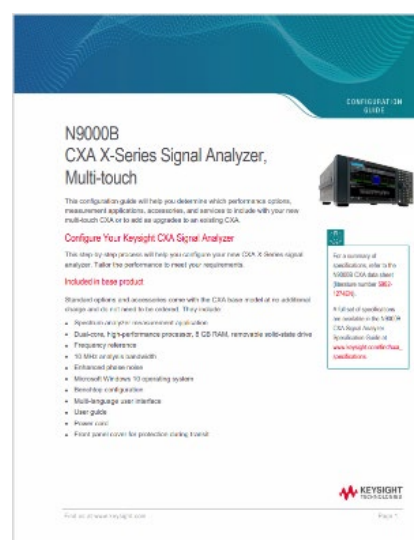 CONFIGURATION
GUIDE
N9000B
CXA X-Series Signal Analyzer,
Multi-touch
This configuration guide will help you determine which performance options,
measurement applications, accessories, and services to include with your new
multi-touch CXA or to add as upgrades to an existing CXA.
Configure Your Keysight CXA Signal Analyzer
This step-by-step process will help you configure your new CXA X-Series signal
analyzer. Tailor the performance to meet your requirements.
Included in base product
Standard options and accessories come with the CXA base model at no additional
charge and do not need to be ordered. They include:
• Spectrum analyzer measurement application
• Dual-core, high-performance processor, 8 GB RAM, removable solid-state drive
• Frequency reference
• 10 MHz analysis bandwidth
• Enhanced phase noise
• Microsoft Windows 10 operating system
• Benchtop configuration
• Multi-language user interface
• User guide
• Power cord
• Front panel cover for protection during transit
For a summary of
specifications, refer to the
N9000B CXA data sheet
(literature number
A full set of specifications
are available in the N9000B
CXA Signal Analyzer
Specification Guide at
KEYSIGHT
TECHNOLOGIES
Find us at www.keysight.com
Page 1